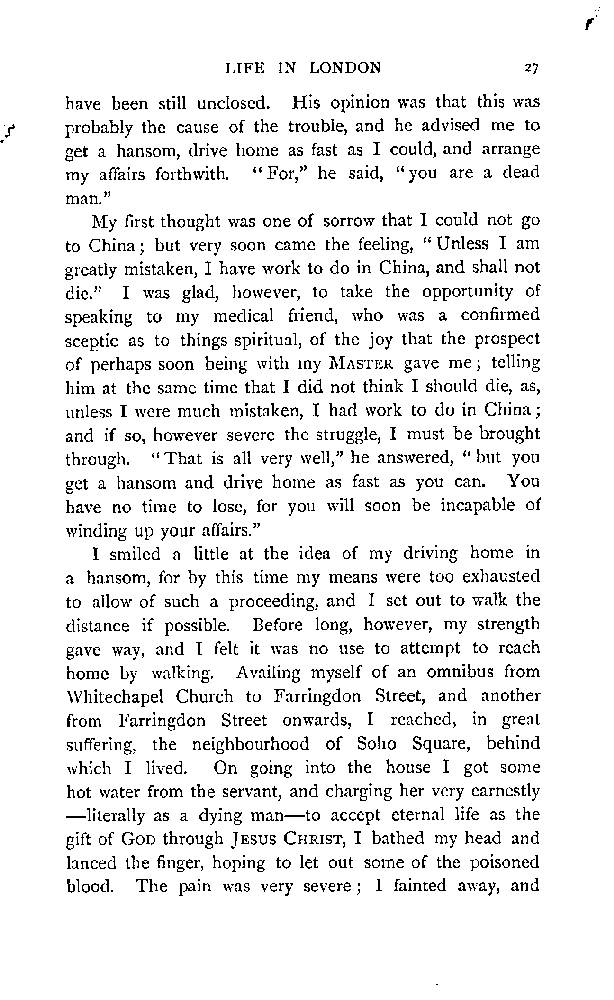 LIFE IN LONDON 27
have been still unclosed. His opinion was that this was
probably the cause of the trouble, and he advised me to
get a hansom, drive home as fast as I could, and arrange
my affairs forthwith. “For,” he said, “you are a dead
man.”
My first thought was one of sorrow that I could not go
to China; but very soon came the feeling, “Unless I am
greatly mistaken, I have work to do in China, and shall not
die.” I was glad, however, to take the opportunity of
speaking to my medical friend, who was a confirmed
sceptic as to things spiritual, of the joy that the prospect
of perhaps soon being with my MASTER gave me; telling
him at the same time that I did not think I should die, as,
unless I were much mistaken, I had work to do in China;
and if so, however severe the struggle, I must be brought
through. “That is all very well,” he answered, “but you
get a hansom and drive home as fast as you can. You
have no time to lose, for you will soon be incapable of
winding up your affairs.”
I smiled a little at the idea of my driving home in
a hansom, for by this time my means were too exhausted
to allow of such a proceeding, and I set out to walk the
distance if possible. Before long, however, my strength
gave way, and I felt it was no use to attempt to reach
home by walking. Availing myself of an omnibus from
Whitechapel Church to Farringdon Street, and another
from Farringdon Street onwards, I reached, in great
suffering, the neighbourhood of Soho Square, behind
which I lived. On going into the house I got some
hot water from the servant, and charging her very earnestly
—literally as a dying man—to accept eternal life as the
gift of GOD through JESUS CHRIST, I bathed my head and
lanced the finger, hoping to let out some of the poisoned
blood. The pain was very severe; I fainted away, and